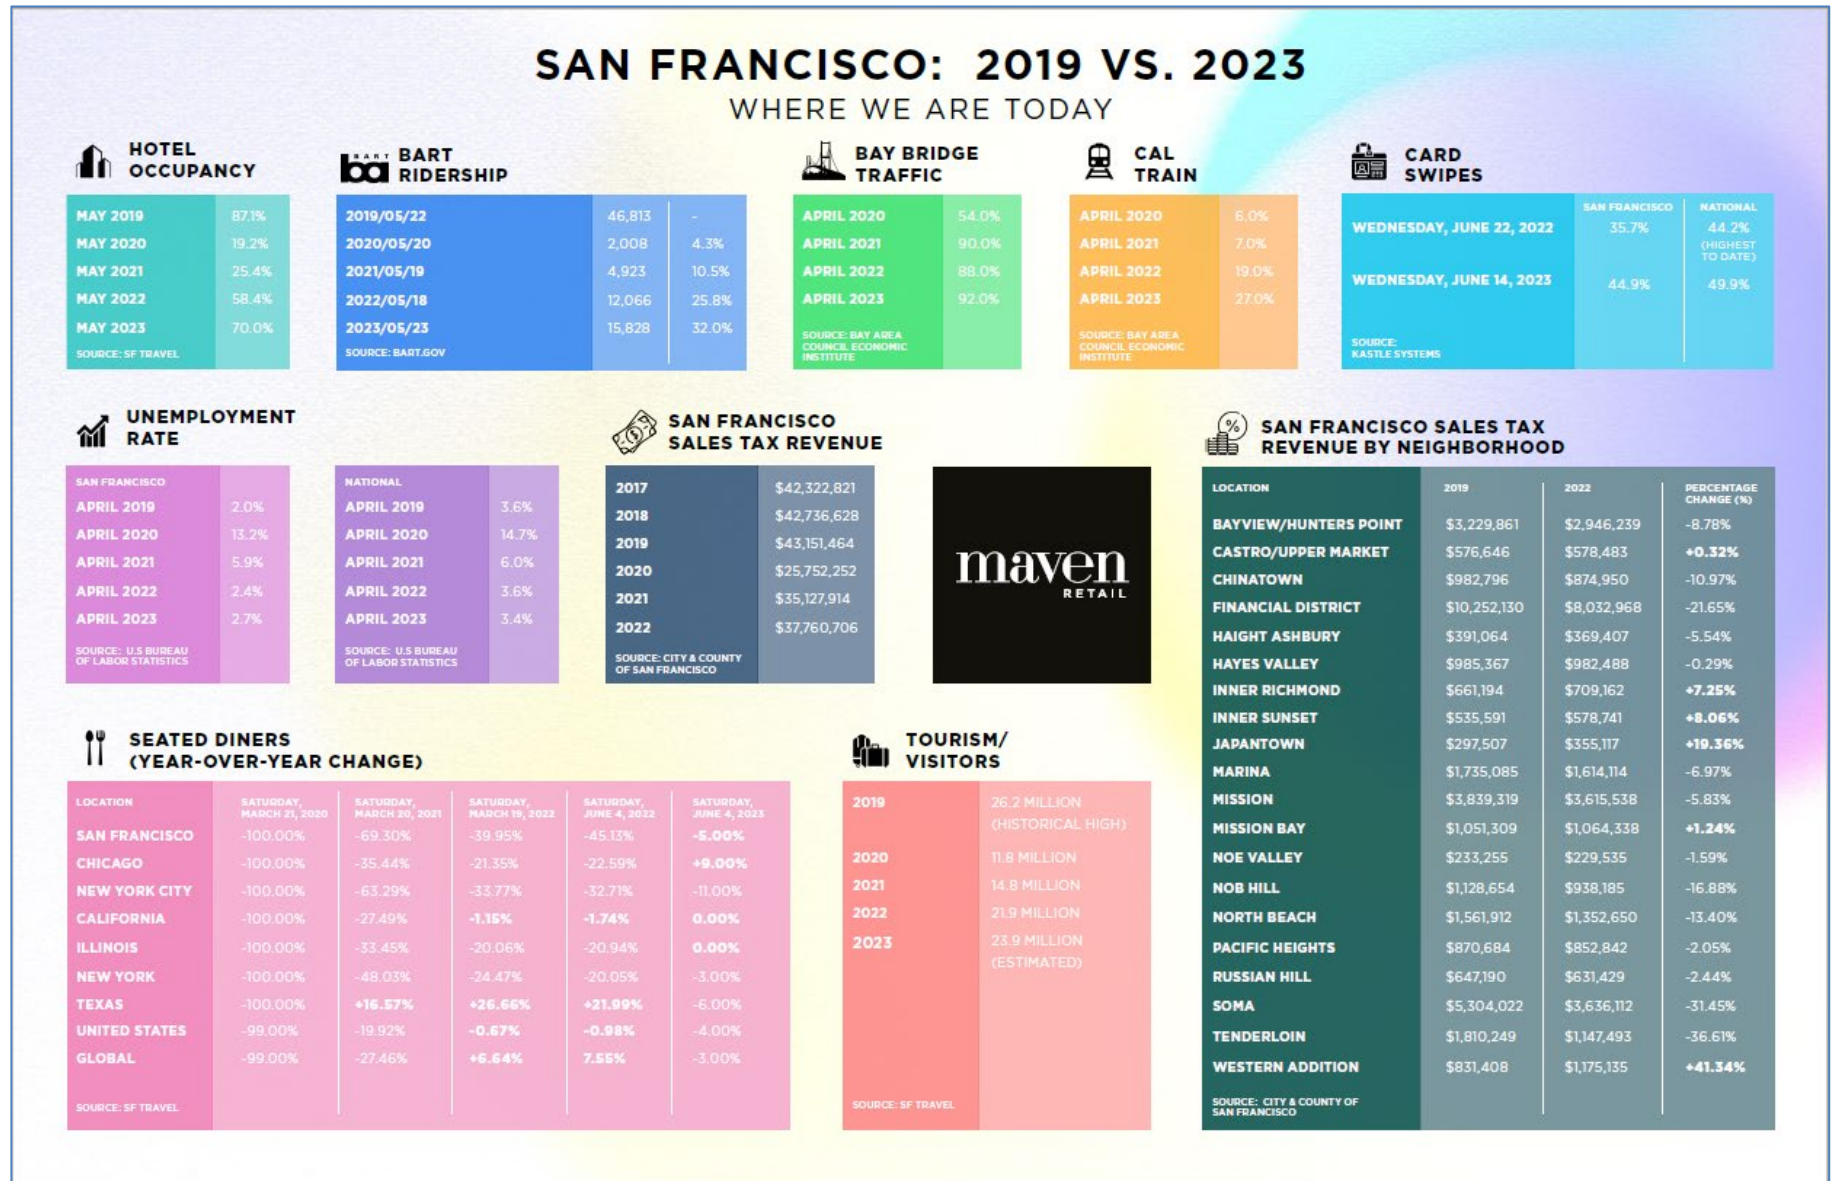 SAN FRANCISCO: 2019 VS. 2023
WHERE WE ARE TODAY
HOTEL
OCCUPANCY
MAY 2019 87.1%
MAY 2020 19.2%
MAY 2021 25.4%
MAY 2022 58.4%
MAY 2023 70.0%
SOURCE: SF TRAVEL
BART
ba
BART
RIDERSHIP
2019/05/22 46,813 -
2020/05/20 2,008 4.3%
2021/05/19 4,923 10.5%
2022/05/18 12,066 25.8%
2023/05/23 15,828 32.0%
SOURCE: BART.GOV
BAY BRIDGE
TRAFFIC
APRIL 2020 54.0%
APRIL 2021 90.0%
APRIL 2022 88.0%
APRIL 2023 92.0%
SOURCE: BAY AREA
COUNCIL ECONOMIC
INSTITUTE
CAL
TRAIN
APRIL 2020 6.0%
APRIL 2021 7.0%
APRIL 2022 19.0%
APRIL 2023 27.0%
SOURCE: BAY AREA
COUNCIL ECONOMIC
INSTITUTE
CARD
SWIPES
SAN FRANCISCO NATIONAL
WEDNESDAY, JUNE 22, 2022 35.7% 44.2%
(HIGHEST
TO DATE)
WEDNESDAY, JUNE 14, 2023 44.9% 49.9%
SOURCE:
KASTLE SYSTEMS
UNEMPLOYMENT
RATE
SAN FRANCISCO
APRIL 2019 2.0%
APRIL 2020 13.2%
APRIL 2021 5.9%
APRIL 2022 2.4%
APRIL 2023 2.7%
SOURCE: U.S BUREAU
OF LABOR STATISTICS
NATIONAL
APRIL 2019 3.6%
APRIL 2020 14.7%
APRIL 2021 6.0%
APRIL 2022 3.6%
APRIL 2023 3.4%
SOURCE: U.S BUREAU
OF LABOR STATISTICS
SAN FRANCISCO
SALES TAX REVENUE
2017 $42,322,821
2018 $42,736,628
2019 $43,151,464
2020 $25,752,252
2021 $35,127,914
2022 $37,760,706
SOURCE: CITY & COUNTY
OF SAN FRANCISCO
maven
RETAIL
%
SAN FRANCISCO SALES TAX
REVENUE BY NEIGHBORHOOD
LOCATION 2019 2022 PERCENTAGE
CHANGE (%)
BAYVIEW/HUNTERS POINT $3,229,861 $2,946,239 -8.78%
CASTRO/UPPER MARKET $576,646 $578,483 +0.32%
CHINATOWN $982,796 $874,950 -10.97%
FINANCIAL DISTRICT $10,252,130 $8,032,968 -21.65%
HAIGHT ASHBURY $391,064 $369,407 -5.54%
HAYES VALLEY $985,367 $982,488 -0.29%
INNER RICHMOND $661,194 $709,162 +7.25%
INNER SUNSET $535,591 $578,741 +8.06%
JAPANTOWN $297,507 $355,117 +19.36%
MARINA $1,735,085 $1,614,114 -6.97%
MISSION $3,839,319 $3,615,538 -5.83%
MISSION BAY $1,051,309 $1,064,338 +1.24%
NOE VALLEY $233,255 $229,535 -1.59%
NOB HILL $1,128,654 $938,185 -16.88%
NORTH BEACH $1,561,912 $1,352,650 -13.40%
PACIFIC HEIGHTS $870,684 $852,842 -2.05%
RUSSIAN HILL $647,190 $631,429 -2.44%
SOMA $5,304,022 $3,636,112 -31.45%
TENDERLOIN $1,810,249 $1,147,493 -36.61%
WESTERN ADDITION $831,408 $1,175,135 +41.34%
SOURCE: CITY & COUNTY OF
SAN FRANCISCO
SEATED DINERS
(YEAR-OVER-YEAR CHANGE)
LOCATION SATURDAY, SATURDAY, SATURDAY, SATURDAY, SATURDAY,
MARCH 21, 2020 MARCH 20, 2021 MARCH 19, 2022 JUNE 4, 2022 JUNE 4, 2023
SAN FRANCISCO -100.00% -69.30% -39.95% -45.13% -5.00%
CHICAGO -100.00% -35.44% -21.35% -22.59% +9.00%
NEW YORK CITY -100.00% -63.29% -33.77% -32.71% -11.00%
CALIFORNIA -100.00% -27.49% -1.15% -1.74% 0.00%
ILLINOIS -100.00% -33.45% -20.06% -20.94% 0.00%
NEW YORK -100.00% -48.03% -24.47% -20.05% -3.00%
TEXAS -100.00% +16.57% +26.66% +21.99% -6.00%
UNITED STATES -99.00% -19.92% -0.67% -0.98% -4.00%
GLOBAL -99.00% -27.46% +6.64% 7.55% -3.00%
SOURCE: SF TRAVEL
TOURISM/
VISITORS
2019 26.2 MILLION
(HISTORICAL HIGH)
2020 11.8 MILLION
2021 14.8 MILLION
2022 21.9 MILLION
2023 23.9 MILLION
(ESTIMATED)
SOURCE: SF TRAVEL